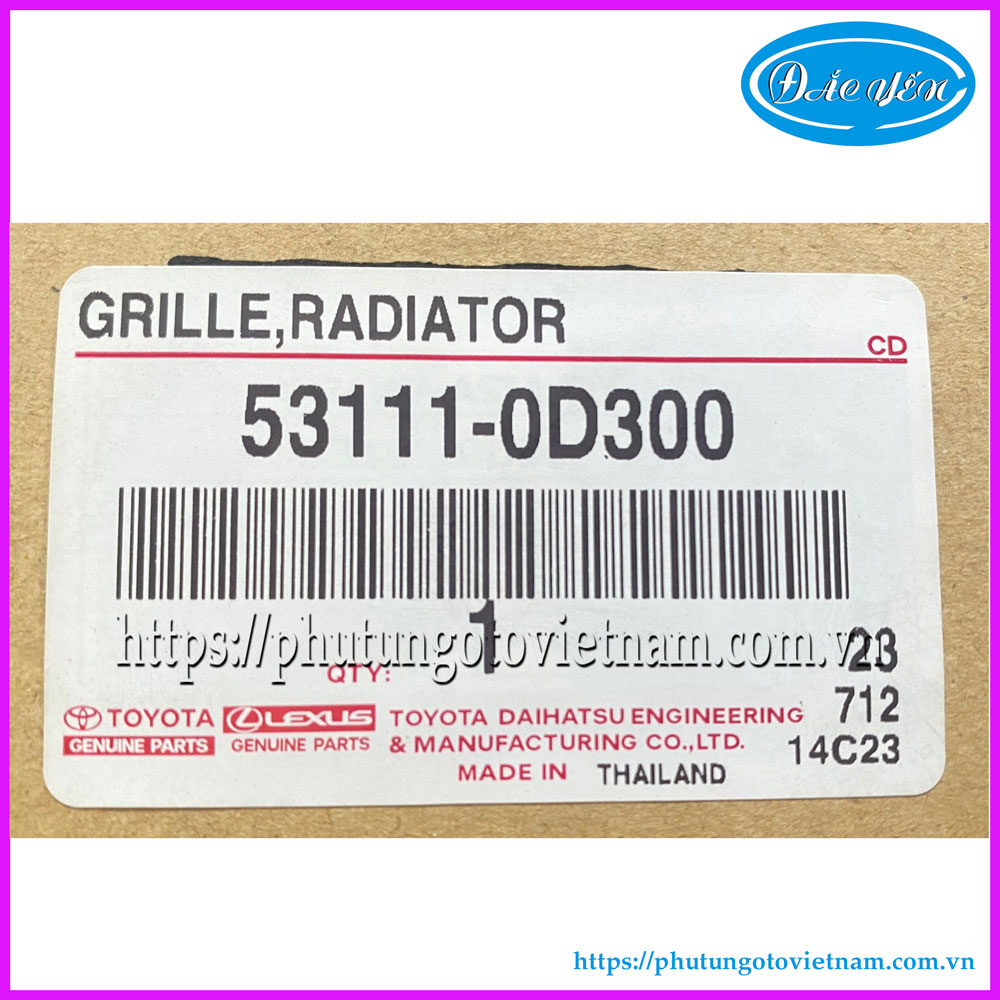 Đắc Yến
GRILLE,RADIATOR
CD
53111-0D300
https://phutungotovietnam.com.vn
1
23
QTY:
TOYOTA LEXUS TOYOTA DAIHATSU ENGINEERING 712
GENUINE PARTS GENUINE PARTS & MANUFACTURING CO.,LTD. 14C23
MADE IN THAILAND
https://phutungotovietnam.com.vn